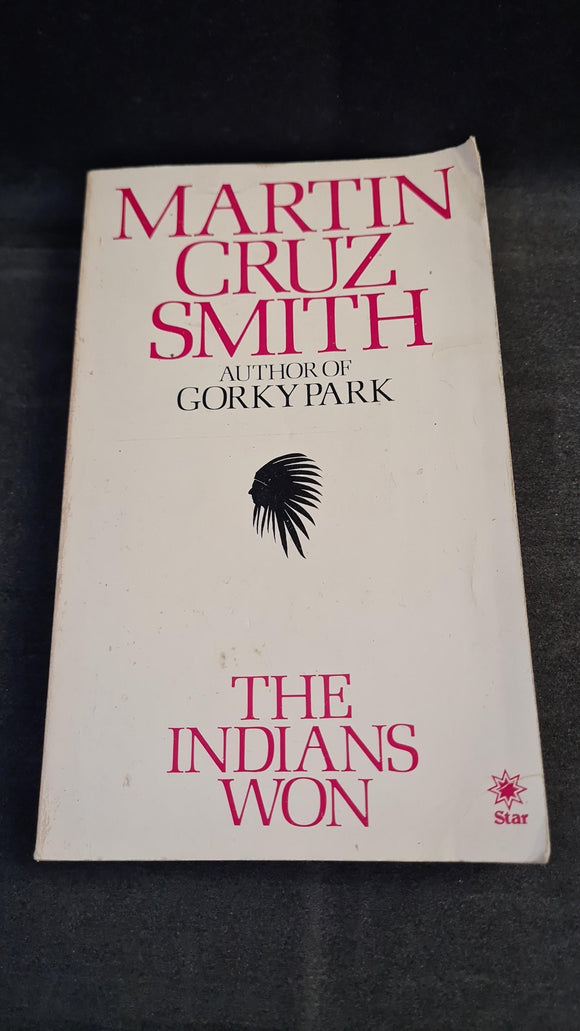 MARTIN
CRUZ
SMITH
AUTHOR OF
GORKY PARK
THE
INDIANS
WON
Star